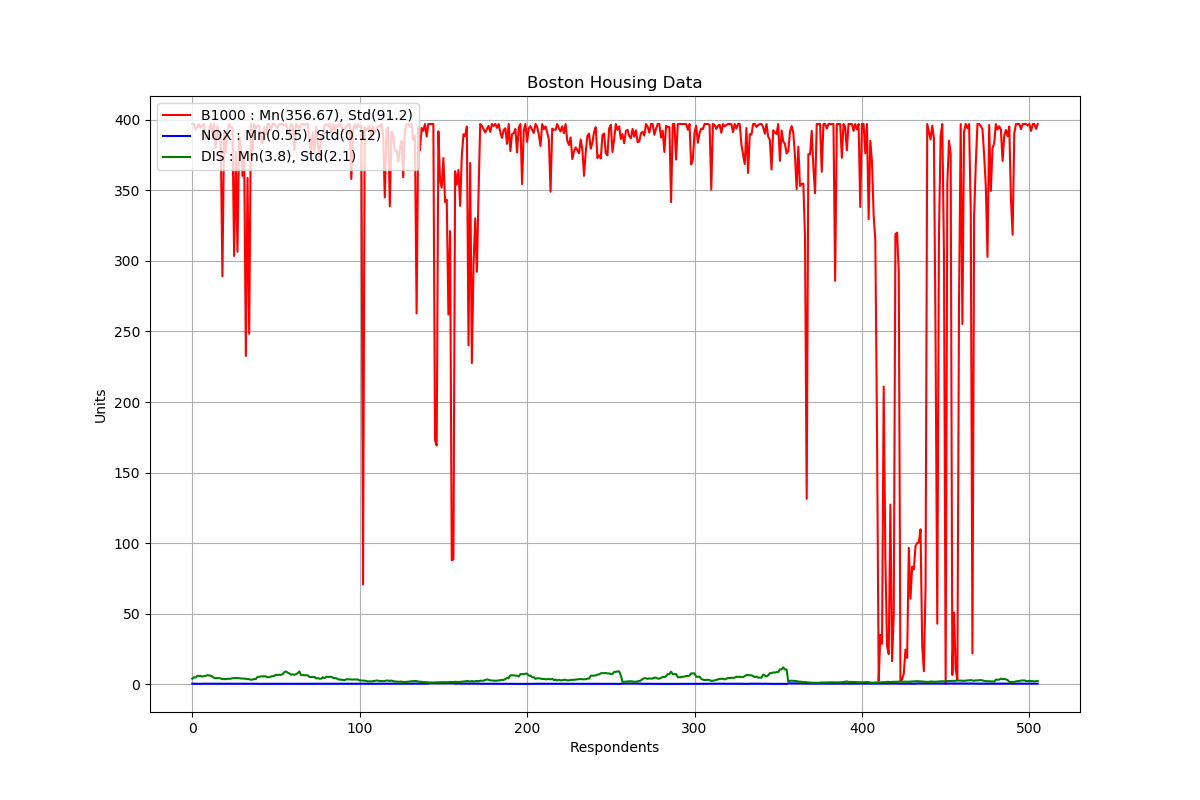 Boston Housing Data
B1000 : Mn(356.67), Std(91.2)
NOX : Mn(0.55), Std(0.12)
DIS : Mn(3.8), Std(2.1)
400
350
300
250
200
150
100
50
0
Units
0 100 200 300 400 500
Respondents